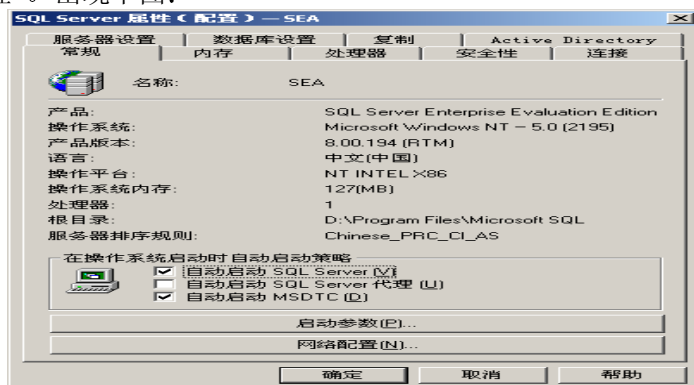 SQL Server 属性（配置）— SEA
服务器设置 数据库设置 复制 Active Directory
常规 内存 处理器 安全性 连接
名称: SEA
产品: SQL Server Enterprise Evaluation Edition
操作系统: Microsoft Windows NT — 5.0 (2195)
产品版本: 8.00.194 (RTM)
语言: 中文(中国)
操作平台: NT INTEL X86
操作系统内存: 127(MB)
处理器: 1
根目录: D:\Program Files\Microsoft SQL
服务器排序规则: Chinese_PRC_CI_AS
在操作系统启动时自动启动策略
自动启动 SQL Server (V)
自动启动 SQL Server 代理 (U)
自动启动 MSDTC (D)
启动参数(P)...
网络配置(N)...
确定 取消 帮助